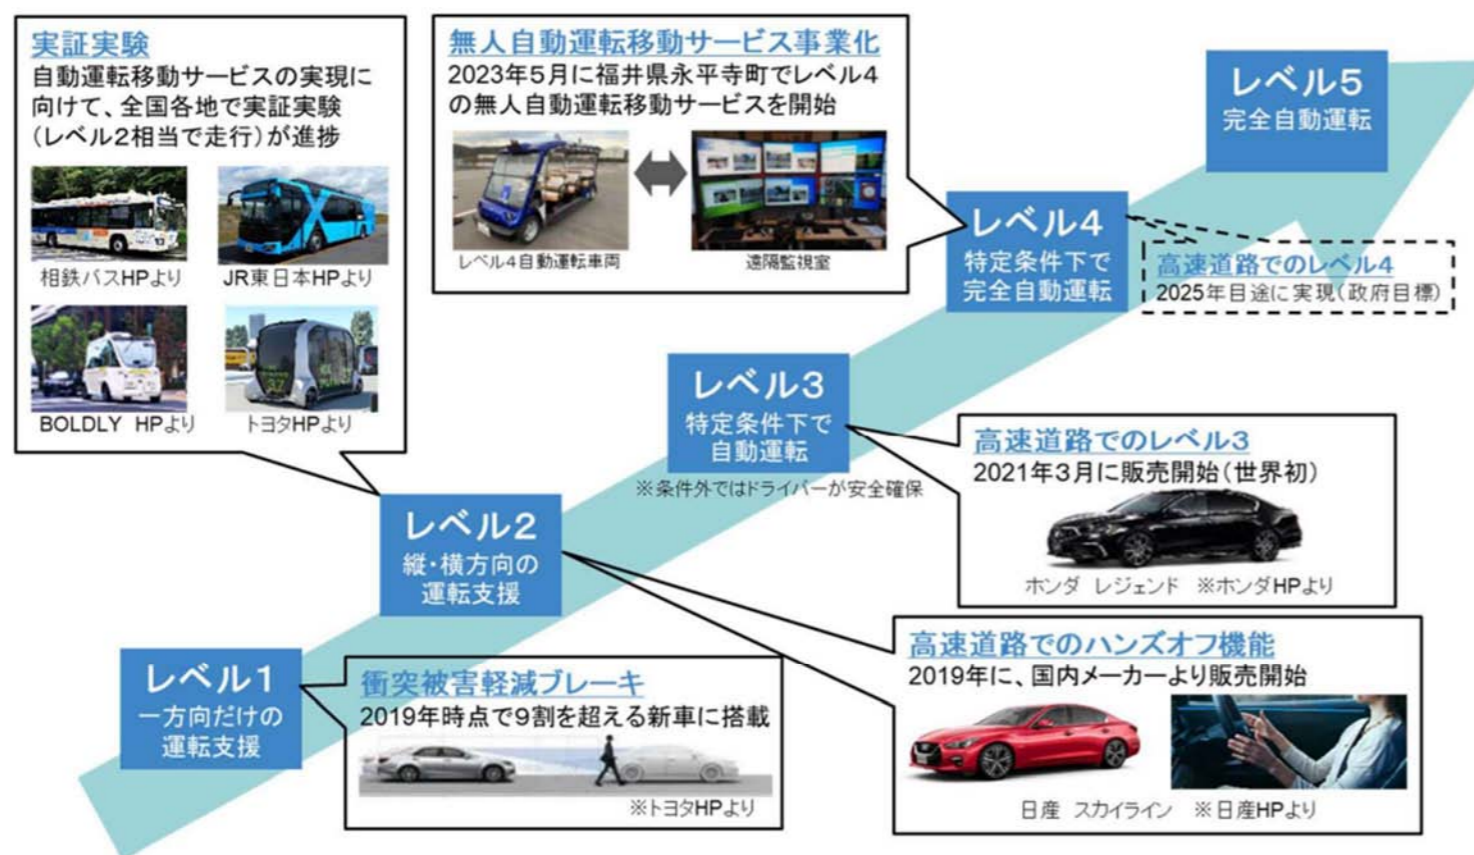 実証実験
自動運転移動サービスの実現に
向けて、全国各地で実証実験
(レベル2相当で走行)が進捗
相鉄バスHPより
JR東日本HPより
BOLDLY HPより
トヨタHPより
無人自動運転移動サービス事業化
2023年5月に福井県永平寺町でレベル4
の無人自動運転移動サービスを開始
レベル4自動運転車両
遠隔監視室
レベル5
完全自動運転
レベル4
特定条件下で
完全自動運転
高速道路でのレベル4
2025年目途に実現(政府目標)
レベル3
特定条件下で
自動運転
※条件外ではドライバーが安全確保
高速道路でのレベル3
2021年3月に販売開始(世界初)
ホンダ レジェンド ※ホンダHPより
レベル2
縦・横方向の
運転支援
高速道路でのハンズオフ機能
2019年に、国内メーカーより販売開始
日産 スカイライン ※日産HPより
レベル1
一方向だけの
運転支援
衝突被害軽減ブレーキ
2019年時点で9割を超える新車に搭載
※トヨタHPより